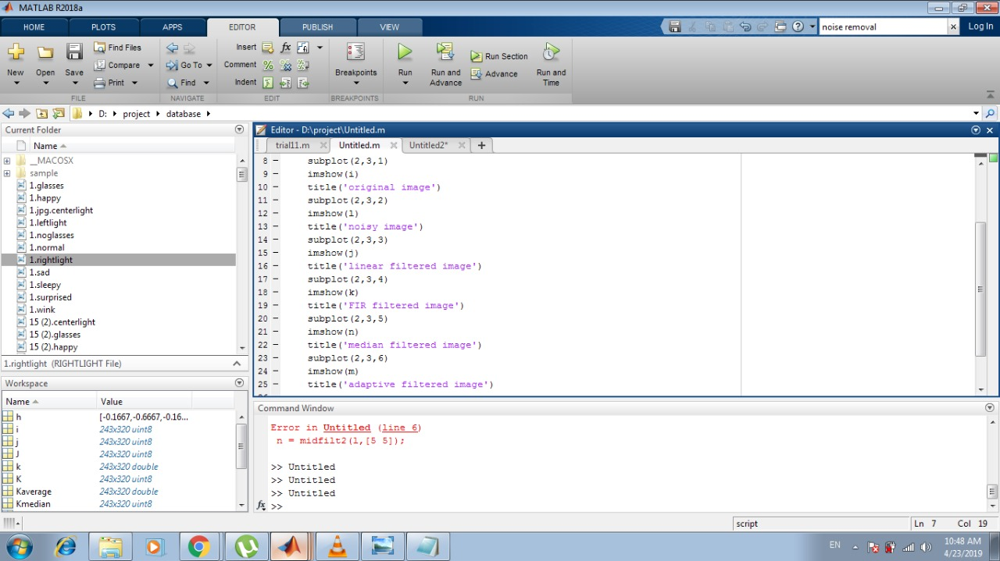 MATLAB R2018a
HOME PLOTS APPS EDITOR PUBLISH VIEW noise removal Log In
New Open Save Find Files Compare Print
Go To Find
Insert Comment Indent
Breakpoints
Run Run and Advance Run Section Advance Run and Time
FILE NAVIGATE EDIT BREAKPOINTS RUN
D: project database
Current Folder
Name
__MACOSX
sample
1.glasses
1.happy
1.jpg.centerlight
1.leftlight
1.noglasses
1.normal
1.rightlight
1.sad
1.sleepy
1.surprised
1.wink
15 (2).centerlight
15 (2).glasses
15 (2).happy
1.rightlight (RIGHTLIGHT File)
Workspace
Name Value
h [-0.1667,-0.6667,-0.16...
i 243x320 uint8
j 243x320 uint8
J 243x320 uint8
k 243x320 double
K 243x320 uint8
Kaverage 243x320 double
Kmedian 243x320 uint8
Editor - D:\project\Untitled.m
trial11.m Untitled.m Untitled2*
8 subplot(2,3,1)
9 imshow(i)
10 title('original image')
11 subplot(2,3,2)
12 imshow(l)
13 title('noisy image')
14 subplot(2,3,3)
15 imshow(j)
16 title('linear filtered image')
17 subplot(2,3,4)
18 imshow(k)
19 title('FIR filtered image')
20 subplot(2,3,5)
21 imshow(n)
22 title('median filtered image')
23 subplot(2,3,6)
24 imshow(m)
25 title('adaptive filtered image')
Command Window
Error in Untitled (line 6)
n = midfilt2(l,[5 5]);
>> Untitled
>> Untitled
>> Untitled
fx >>
script Ln 7 Col 19
EN 10:48 AM
4/23/2019